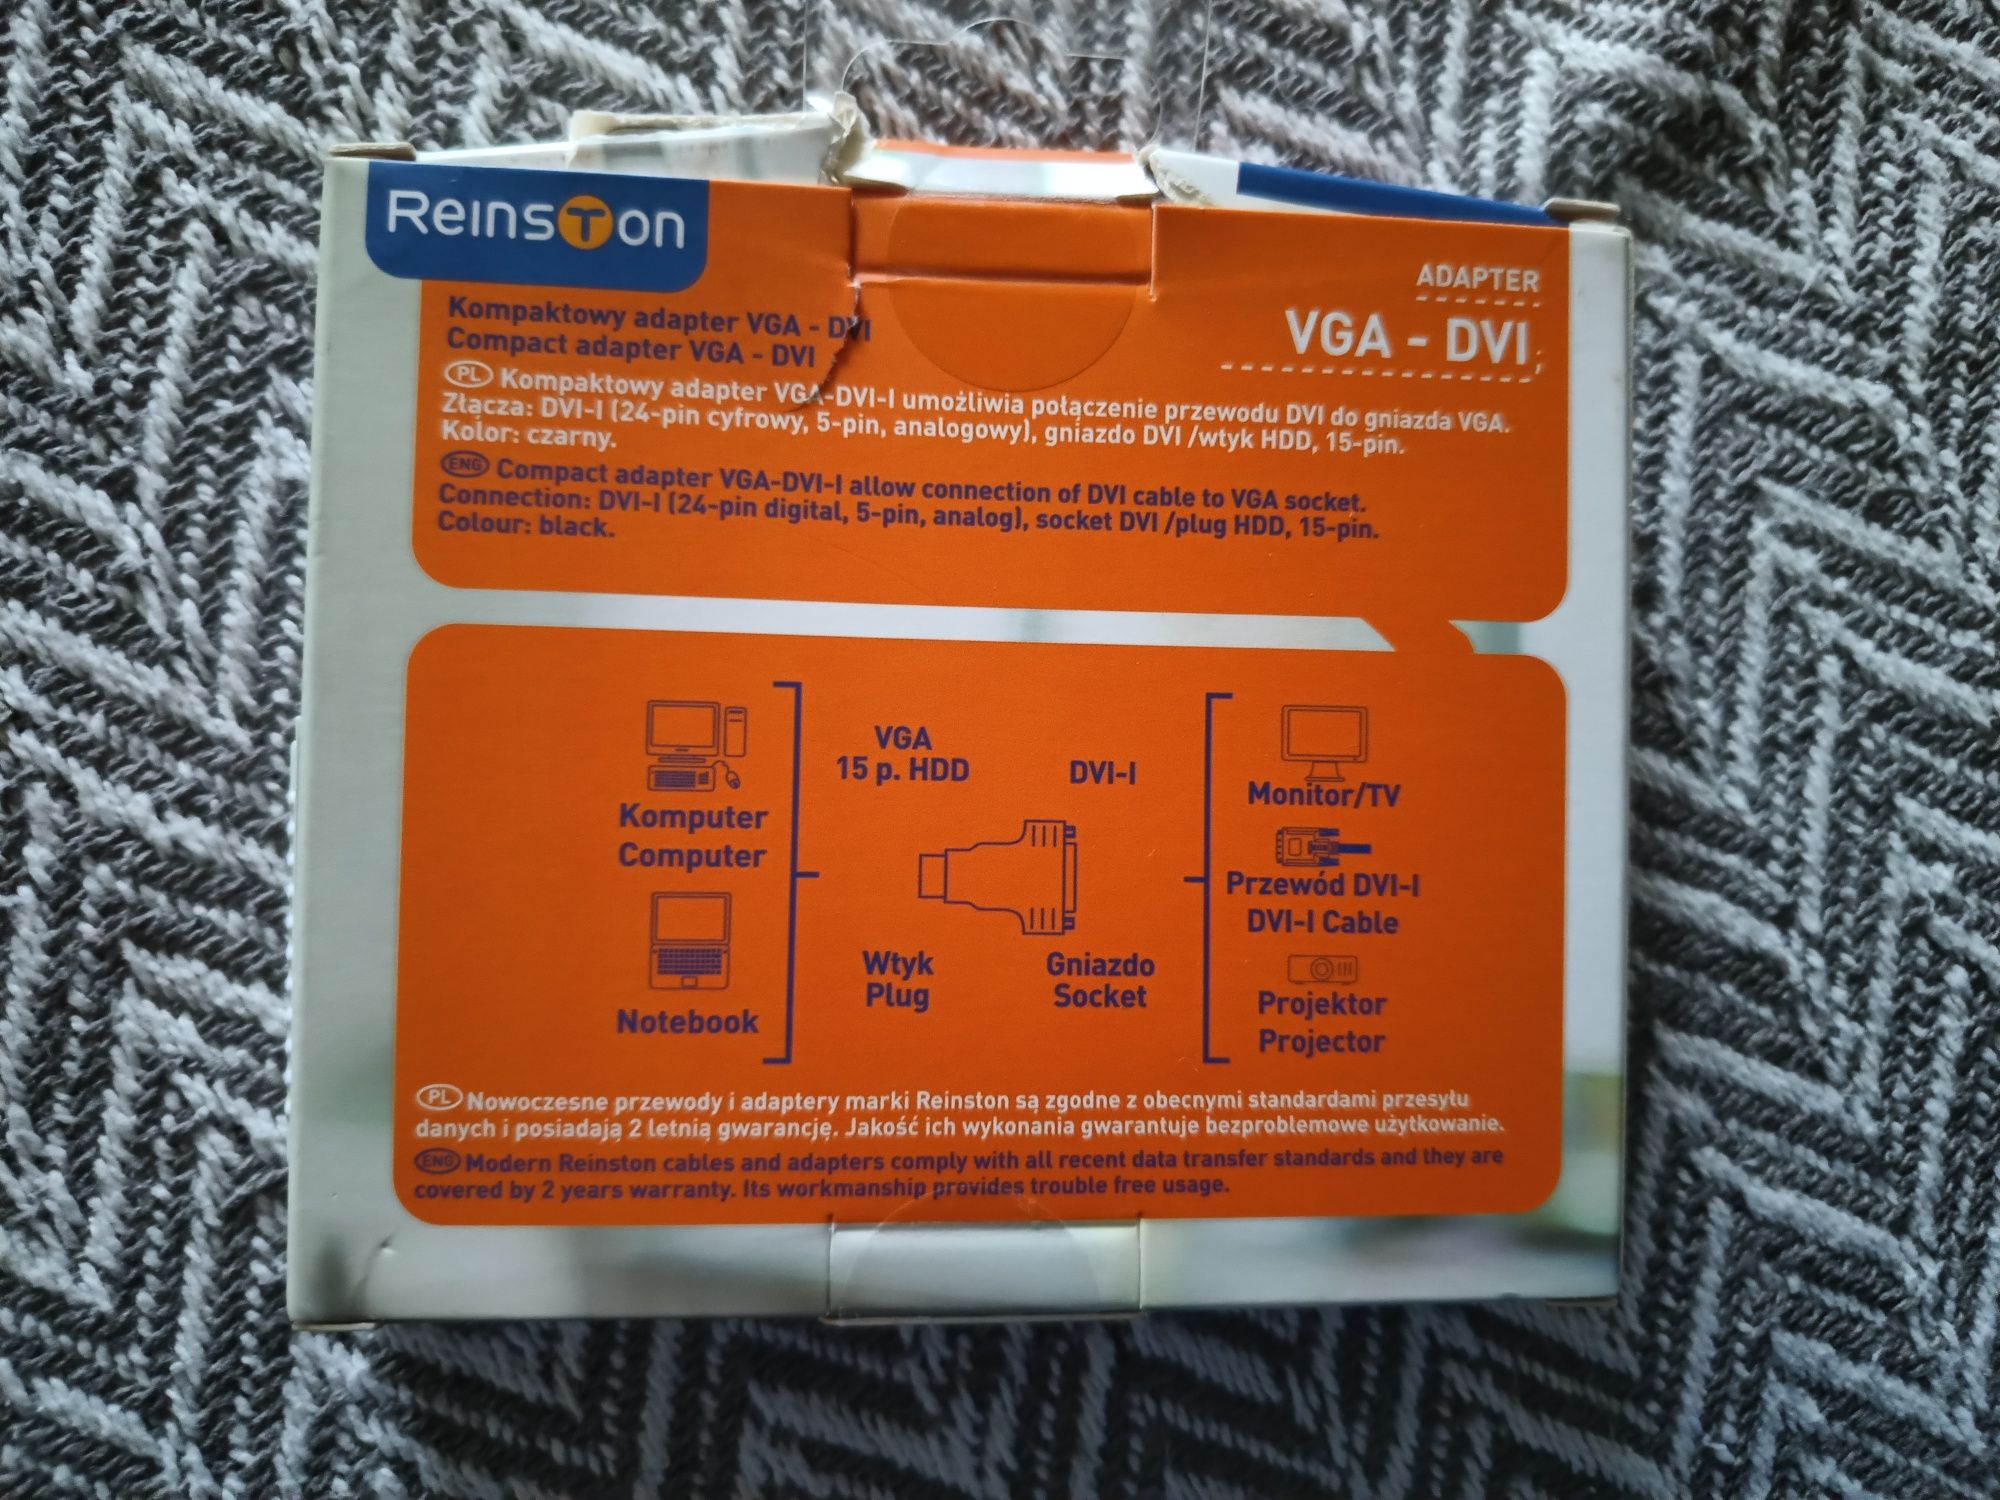 ReinsTon
ADAPTER
VGA - DVI
Kompaktowy adapter VGA - DVI
Compact adapter VGA - DVI
PL Kompaktowy adapter VGA-DVI-I umożliwia połączenie przewodu DVI do gniazda VGA.
Złącza: DVI-I (24-pin cyfrowy, 5-pin, analogowy), gniazdo DVI /wtyk HDD, 15-pin.
Kolor: czarny.
ENG Compact adapter VGA-DVI-I allow connection of DVI cable to VGA socket.
Connection: DVI-I (24-pin digital, 5-pin, analog), socket DVI /plug HDD, 15-pin.
Colour: black.
Komputer
Computer
Notebook
VGA
15 p. HDD
DVI-I
Wtyk
Plug
Gniazdo
Socket
Monitor/TV
Przewód DVI-I
DVI-I Cable
Projektor
Projector
PL Nowoczesne przewody i adaptery marki Reinston są zgodne z obecnymi standardami przesyłu
danych i posiadają 2 letnią gwarancję. Jakość ich wykonania gwarantuje bezproblemowe użytkowanie.
ENG Modern Reinston cables and adapters comply with all recent data transfer standards and they are
covered by 2 years warranty. Its workmanship provides trouble free usage.